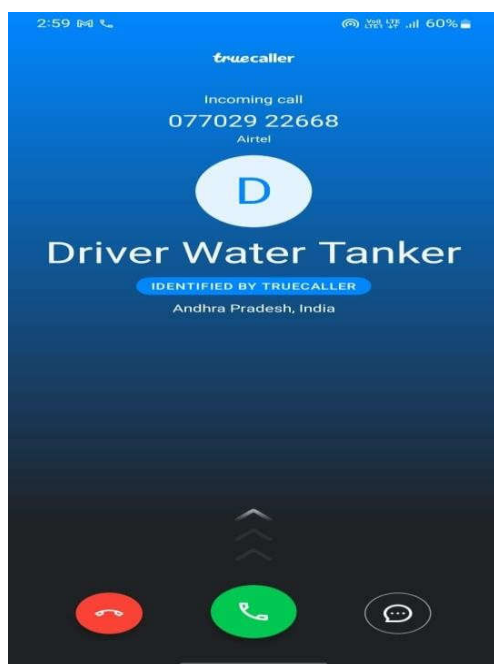 2:59 60%
truecaller
Incoming call
077029 22668
Airtel
D
Driver Water Tanker
IDENTIFIED BY TRUECALLER
Andhra Pradesh, India